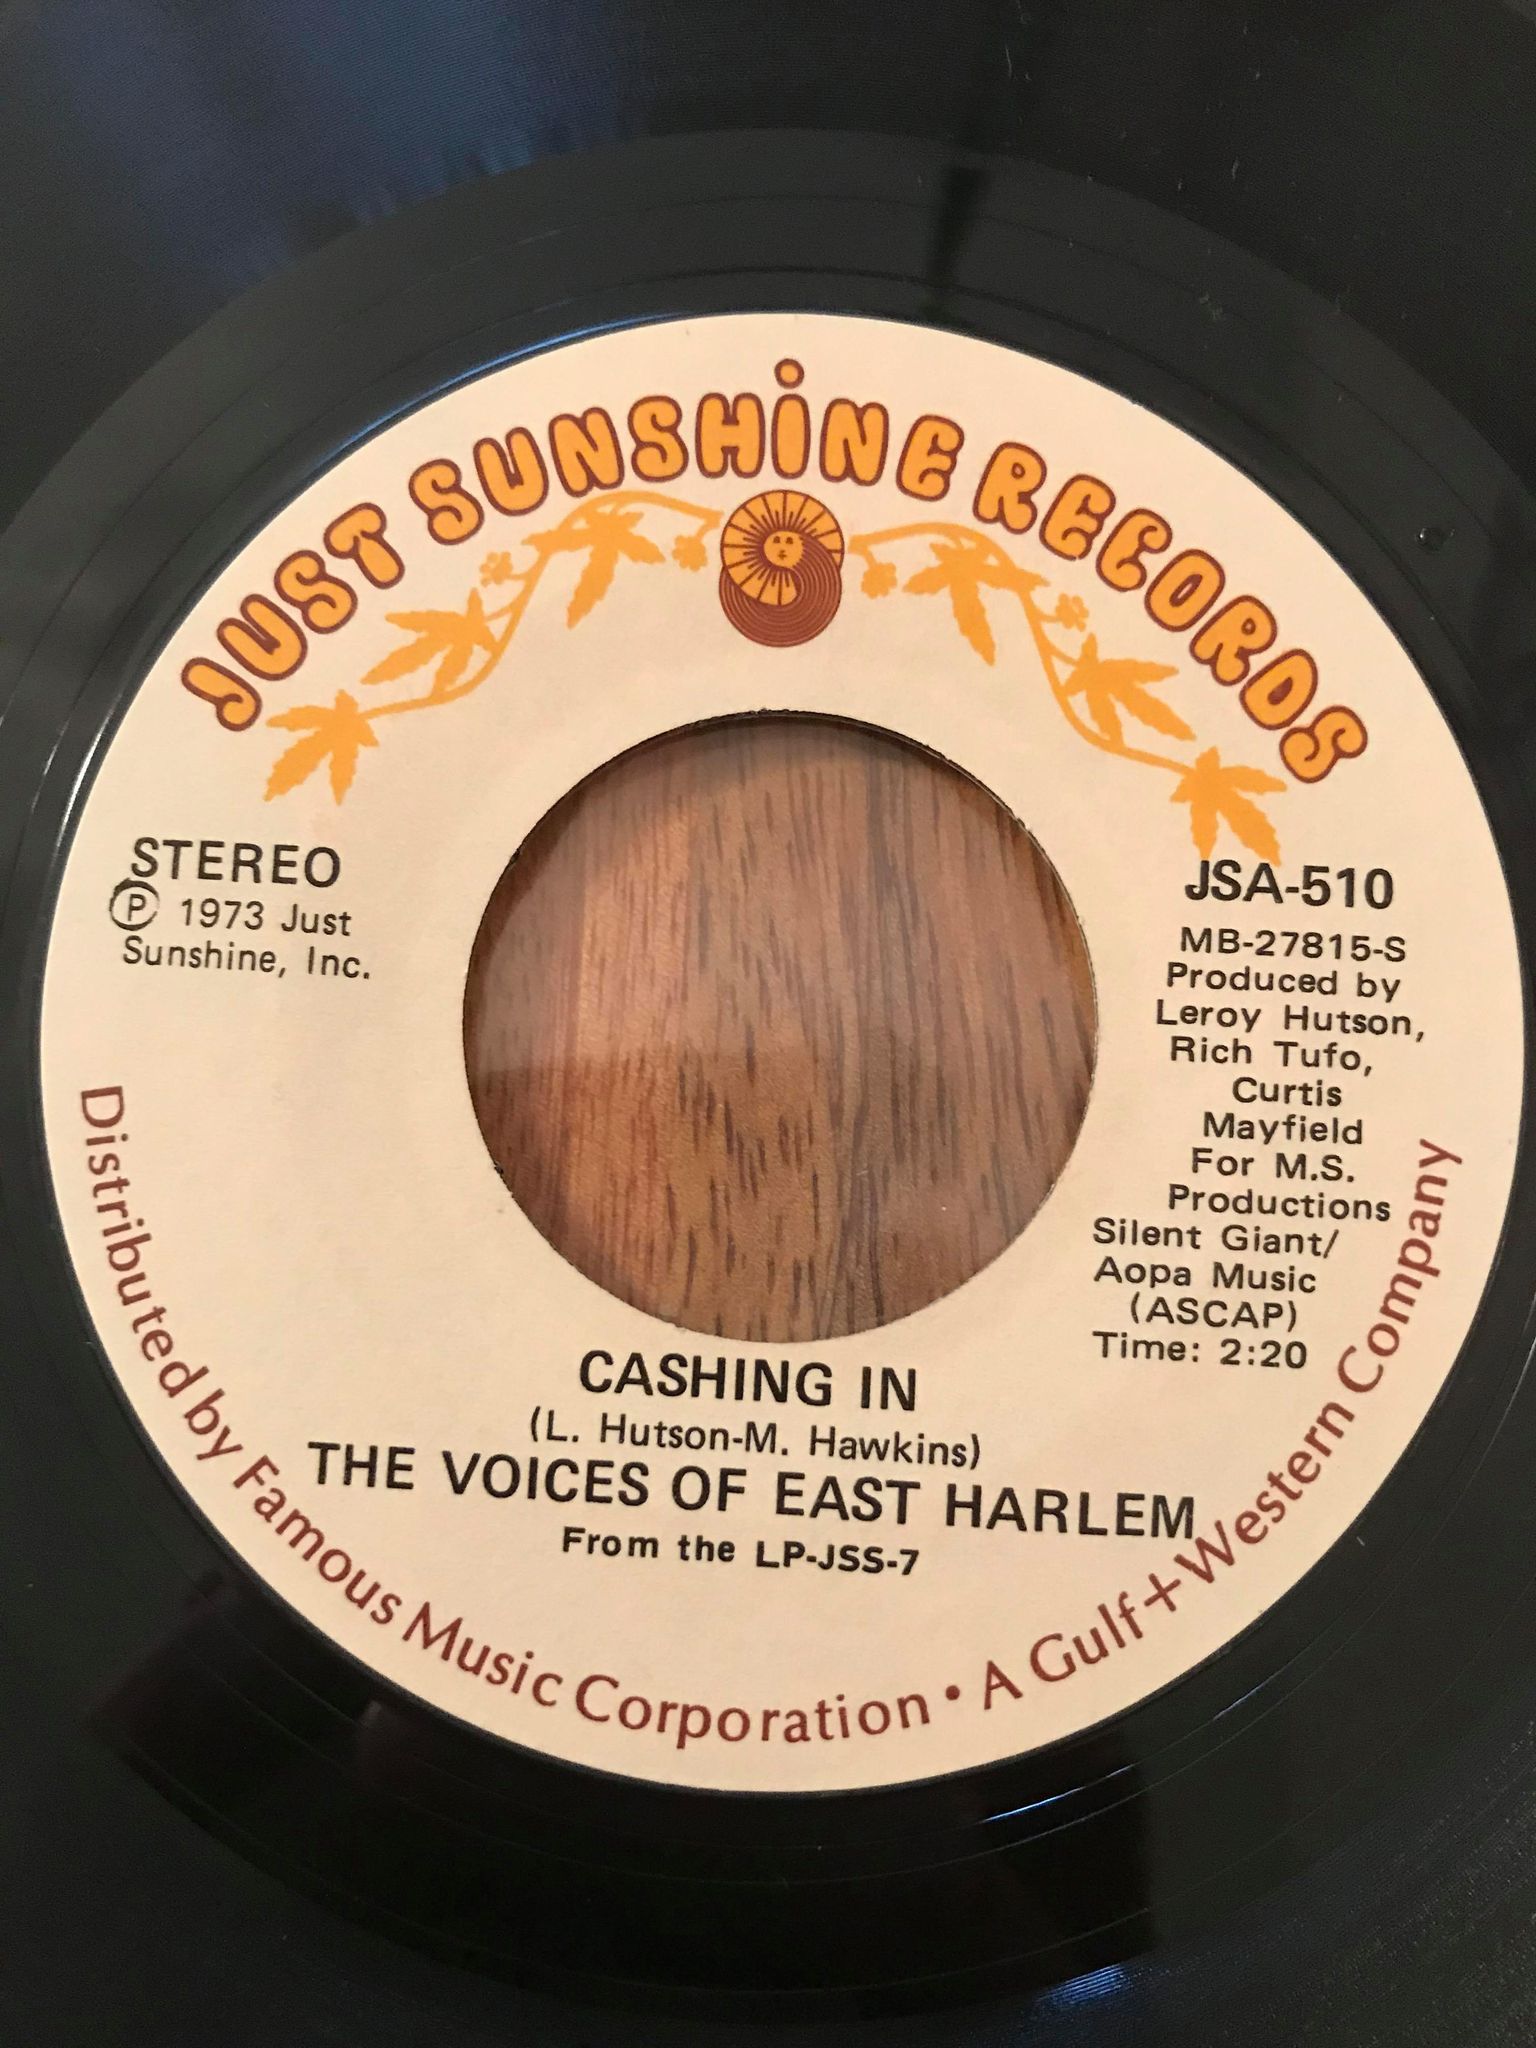 JUST SUNSHINE RECORDS
STEREO
Ⓟ 1973 Just
Sunshine, Inc.
JSA-510
MB-27815-S
Produced by
Leroy Hutson,
Rich Tufo,
Curtis
Mayfield
For M.S.
Productions
Silent Giant/
Aopa Music
(ASCAP)
Time: 2:20
CASHING IN
(L. Hutson-M. Hawkins)
THE VOICES OF EAST HARLEM
From the LP-JSS-7
Distributed by Famous Music Corporation • A Gulf+Western Company